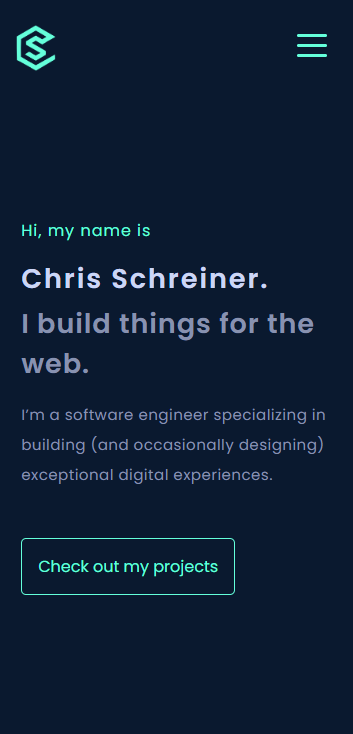 Hi, my name is
Chris Schreiner.
I build things for the
web.
I’m a software engineer specializing in
building (and occasionally designing)
exceptional digital experiences.
Check out my projects